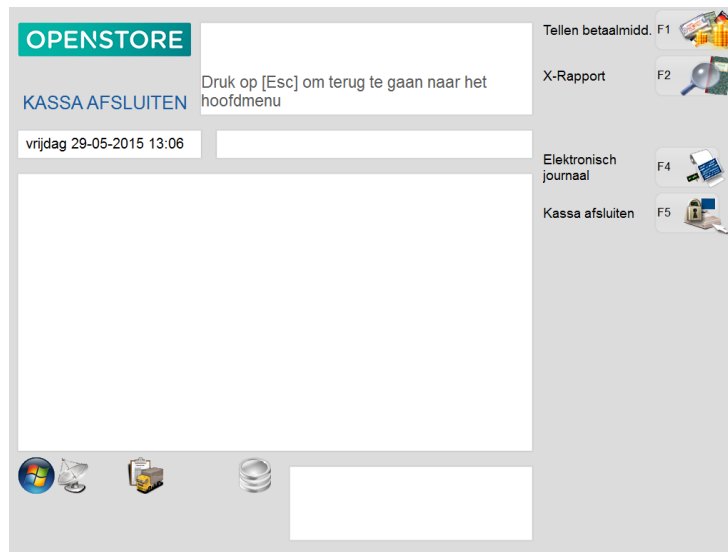 OPENSTORE
Druk op [Esc] om terug te gaan naar het
hoofdmenu
KASSA AFSLUITEN
vrijdag 29-05-2015 13:06
Tellen betaalmidd. F1
X-Rapport F2
Elektronisch
journaal F4
Kassa afsluiten F5